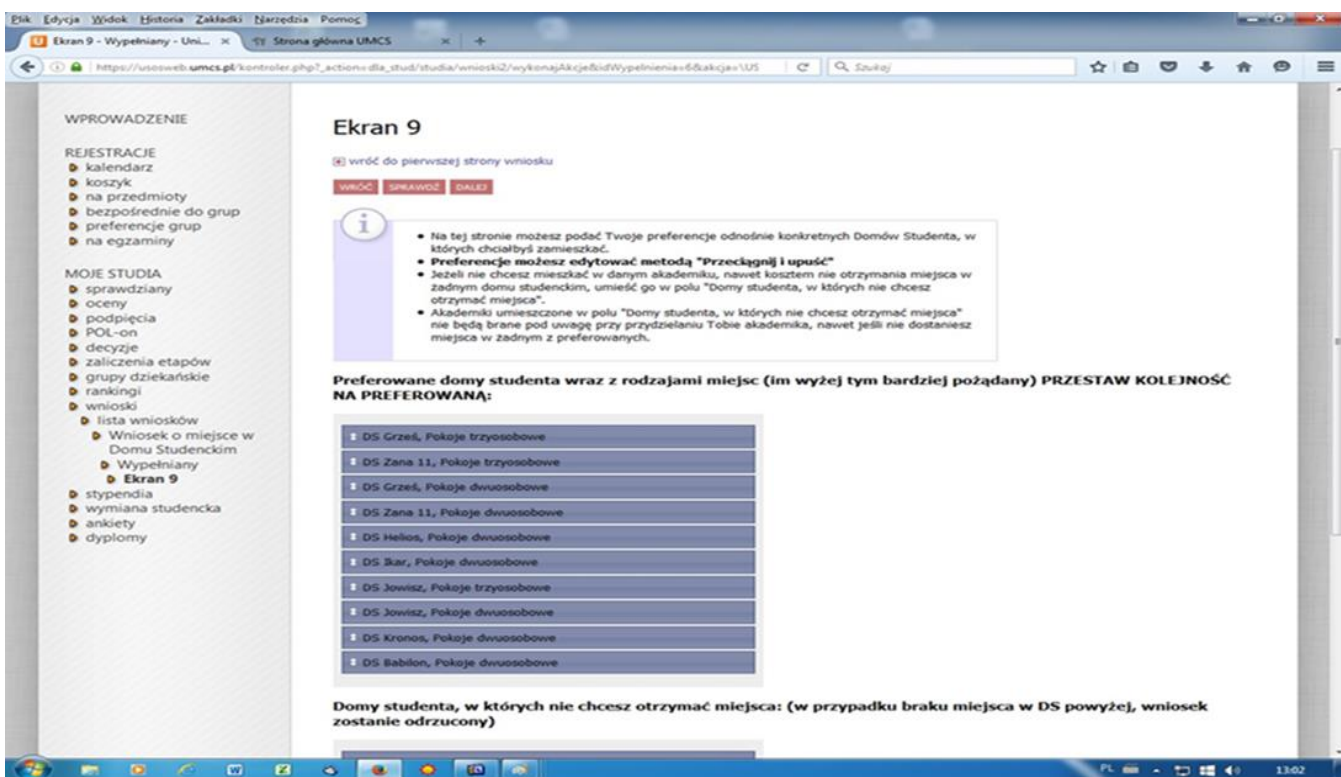 Plik Edycja Widok Historia Zakładki Narzędzia Pomoc
Ekran 9 - Wypełniany - Uni... × Strona główna UMCS × +
https://usosweb.umcs.pl/kontroler.php?_action=dla_stud/studia/wnioski2/wykonajAkcje&idWypelnienia=6&akcja=\US Szukaj
WPROWADZENIE
REJESTRACJE
kalendarz
koszyk
na przedmioty
bezpośrednie do grup
preferencje grup
na egzaminy
MOJE STUDIA
sprawdziany
oceny
podpięcia
POL-on
decyzje
zaliczenia etapów
grupy dziekańskie
rankingi
wnioski
lista wniosków
Wniosek o miejsce w
Domu Studenckim
Wypełniany
Ekran 9
stypendia
wymiana studencka
ankiety
dyplomy
Ekran 9
wróć do pierwszej strony wniosku
WRÓĆ SPRAWDŹ DALEJ
i
• Na tej stronie możesz podać Twoje preferencje odnośnie konkretnych Domów Studenta, w
których chciałbyś zamieszkać.
• Preferencje możesz edytować metodą "Przeciągnij i upuść"
• Jeżeli nie chcesz mieszkać w danym akademiku, nawet kosztem nie otrzymania miejsca w
żadnym domu studenckim, umieść go w polu "Domy studenta, w których nie chcesz
otrzymać miejsca".
• Akademiki umieszczone w polu "Domy studenta, w których nie chcesz otrzymać miejsca"
nie będą brane pod uwagę przy przydzielaniu Tobie akademika, nawet jeśli nie dostaniesz
miejsca w żadnym z preferowanych.
Preferowane domy studenta wraz z rodzajami miejsc (im wyżej tym bardziej pożądany) PRZESTAW KOLEJNOŚĆ
NA PREFEROWANĄ:
DS Grześ, Pokoje trzyosobowe
DS Zana 11, Pokoje trzyosobowe
DS Grześ, Pokoje dwuosobowe
DS Zana 11, Pokoje dwuosobowe
DS Helios, Pokoje dwuosobowe
DS Ikar, Pokoje dwuosobowe
DS Jowisz, Pokoje trzyosobowe
DS Jowisz, Pokoje dwuosobowe
DS Kronos, Pokoje dwuosobowe
DS Babilon, Pokoje dwuosobowe
Domy studenta, w których nie chcesz otrzymać miejsca: (w przypadku braku miejsca w DS powyżej, wniosek
zostanie odrzucony)
PL 13:02